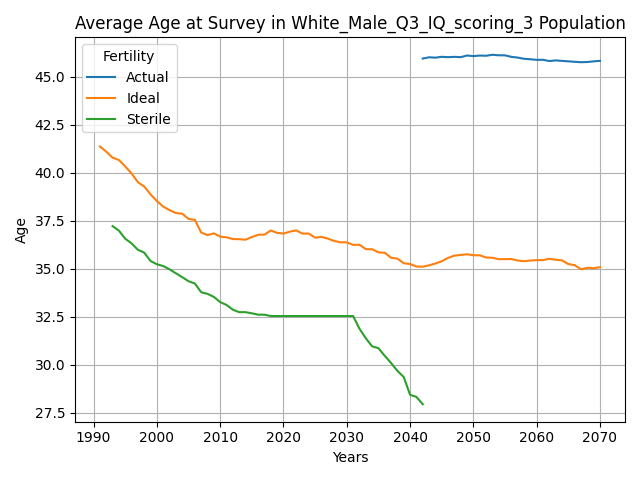 Average Age at Survey in White_Male_Q3_IQ_scoring_3 Population
Fertility
Actual
Ideal
Sterile
45.0
42.5
40.0
37.5
35.0
32.5
30.0
27.5
Age
1990 2000 2010 2020 2030 2040 2050 2060 2070
Years